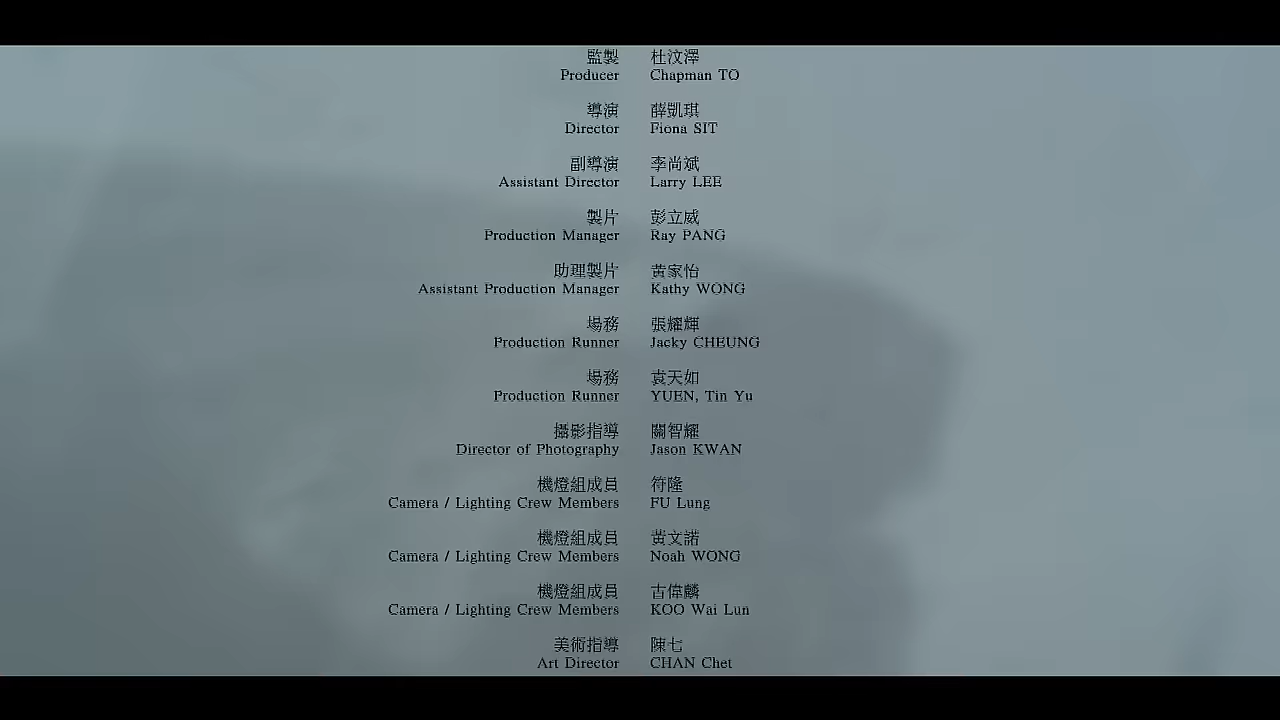 監製 杜汶澤
Producer Chapman TO
導演 薛凱琪
Director Fiona SIT
副導演 李尚斌
Assistant Director Larry LEE
製片 彭立威
Production Manager Ray PANG
助理製片 黃家怡
Assistant Production Manager Kathy WONG
場務 張耀輝
Production Runner Jacky CHEUNG
場務 袁天如
Production Runner YUEN, Tin Yu
攝影指導 關智耀
Director of Photography Jason KWAN
機燈組成員 符隆
Camera / Lighting Crew Members FU Lung
機燈組成員 黃文諾
Camera / Lighting Crew Members Noah WONG
機燈組成員 古偉麟
Camera / Lighting Crew Members KOO Wai Lun
美術指導 陳七
Art Director CHAN Chet